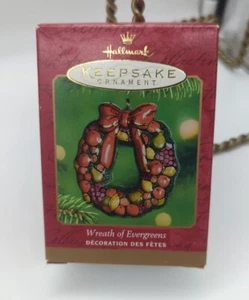 Hallmark
KEEPSAKE
ORNAMENT
Wreath of Evergreens
DÉCORATION DES FÊTES